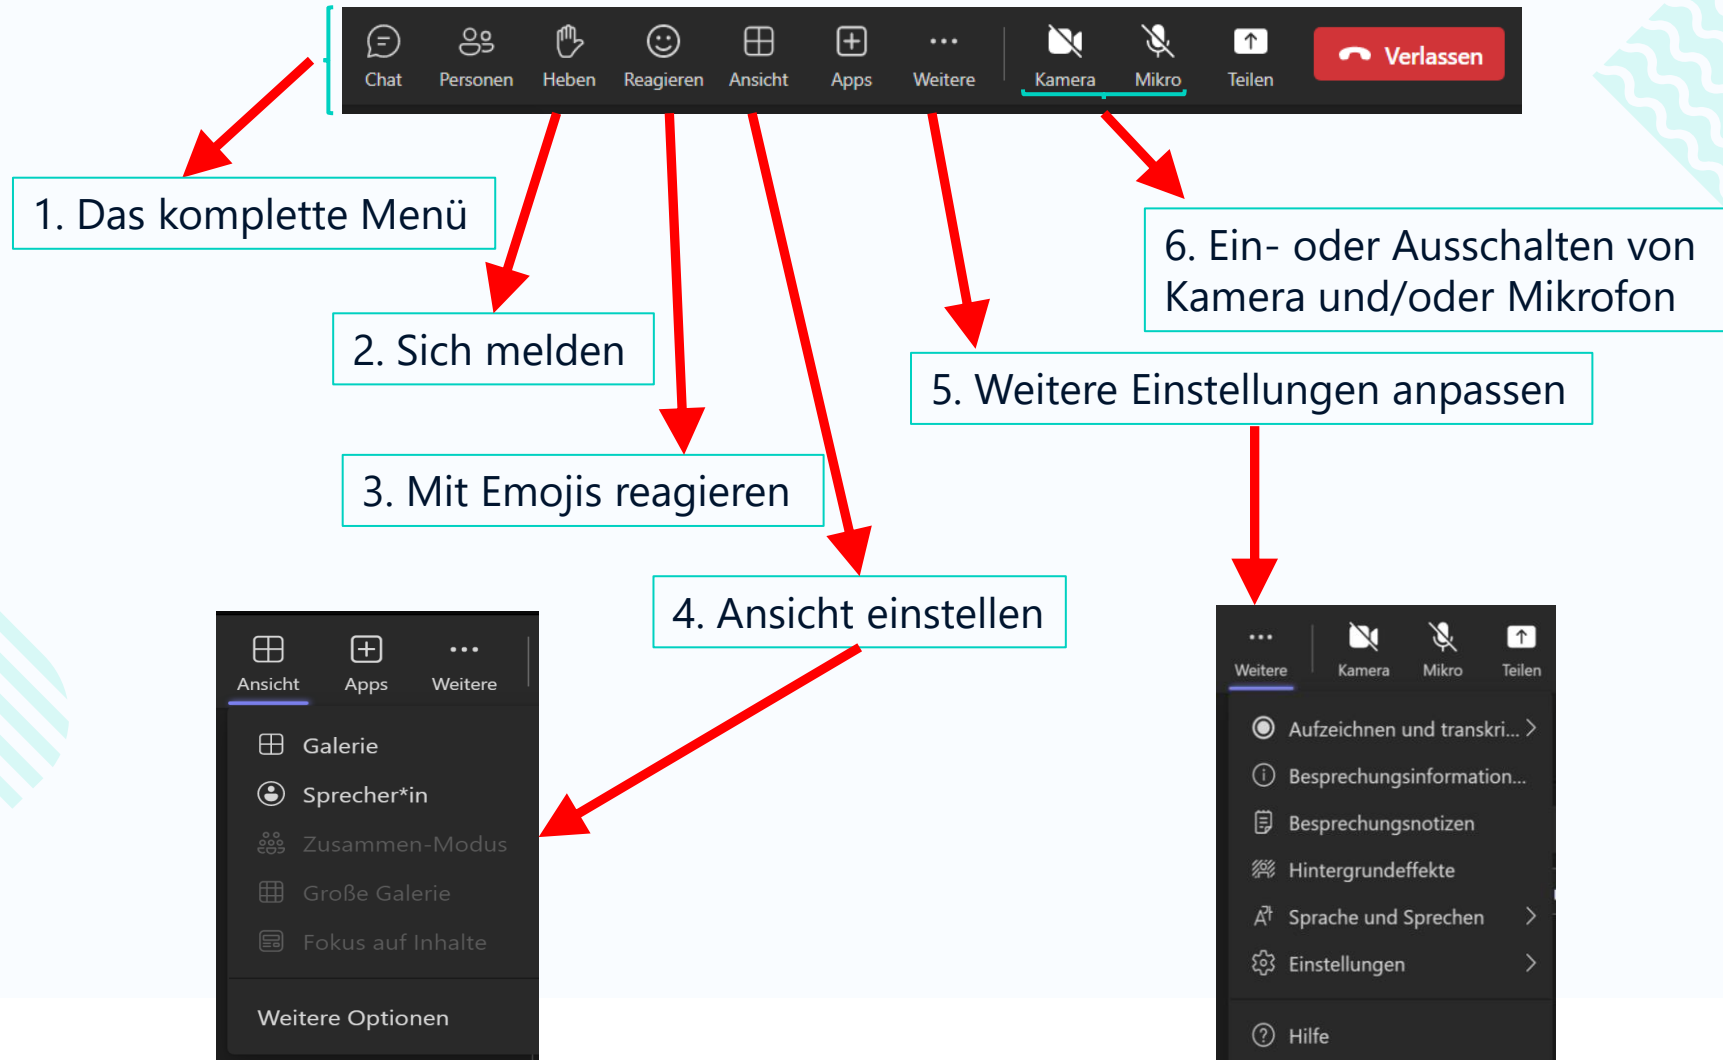 Chat Personen Heben Reagieren Ansicht Apps Weitere Kamera Mikro Teilen Verlassen
1. Das komplette Menü
6. Ein- oder Ausschalten von
Kamera und/oder Mikrofon
2. Sich melden
5. Weitere Einstellungen anpassen
3. Mit Emojis reagieren
4. Ansicht einstellen
Ansicht Apps Weitere
Galerie
Sprecher*in
Zusammen-Modus
Große Galerie
Fokus auf Inhalte
Weitere Optionen
Weitere Kamera Mikro Teilen
Aufzeichnen und transkri...
Besprechungsinformation...
Besprechungsnotizen
Hintergrundeffekte
Sprache und Sprechen
Einstellungen
Hilfe